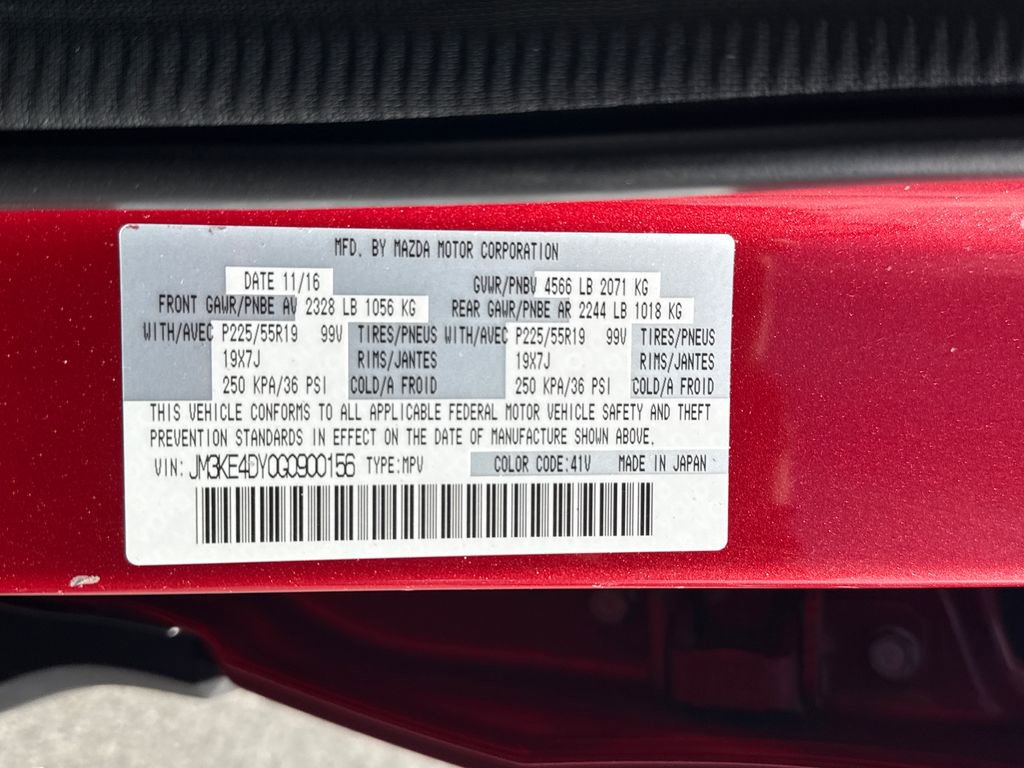 MFD. BY MAZDA MOTOR CORPORATION
DATE 11/16 GVWR/PNBV 4566 LB 2071 KG
FRONT GAWR/PNBE AV 2328 LB 1056 KG REAR GAWR/PNBE AR 2244 LB 1018 KG
WITH/AVEC P225/55R19 99V TIRES/PNEUS WITH/AVEC P225/55R19 99V TIRES/PNEUS
19X7J RIMS/JANTES 19X7J RIMS/JANTES
250 KPA/36 PSI COLD/A FROID 250 KPA/36 PSI COLD/A FROID
THIS VEHICLE CONFORMS TO ALL APPLICABLE FEDERAL MOTOR VEHICLE SAFETY AND THEFT
PREVENTION STANDARDS IN EFFECT ON THE DATE OF MANUFACTURE SHOWN ABOVE.
VIN: JM3KE4DY0G0900156 TYPE:MPV COLOR CODE:41V MADE IN JAPAN